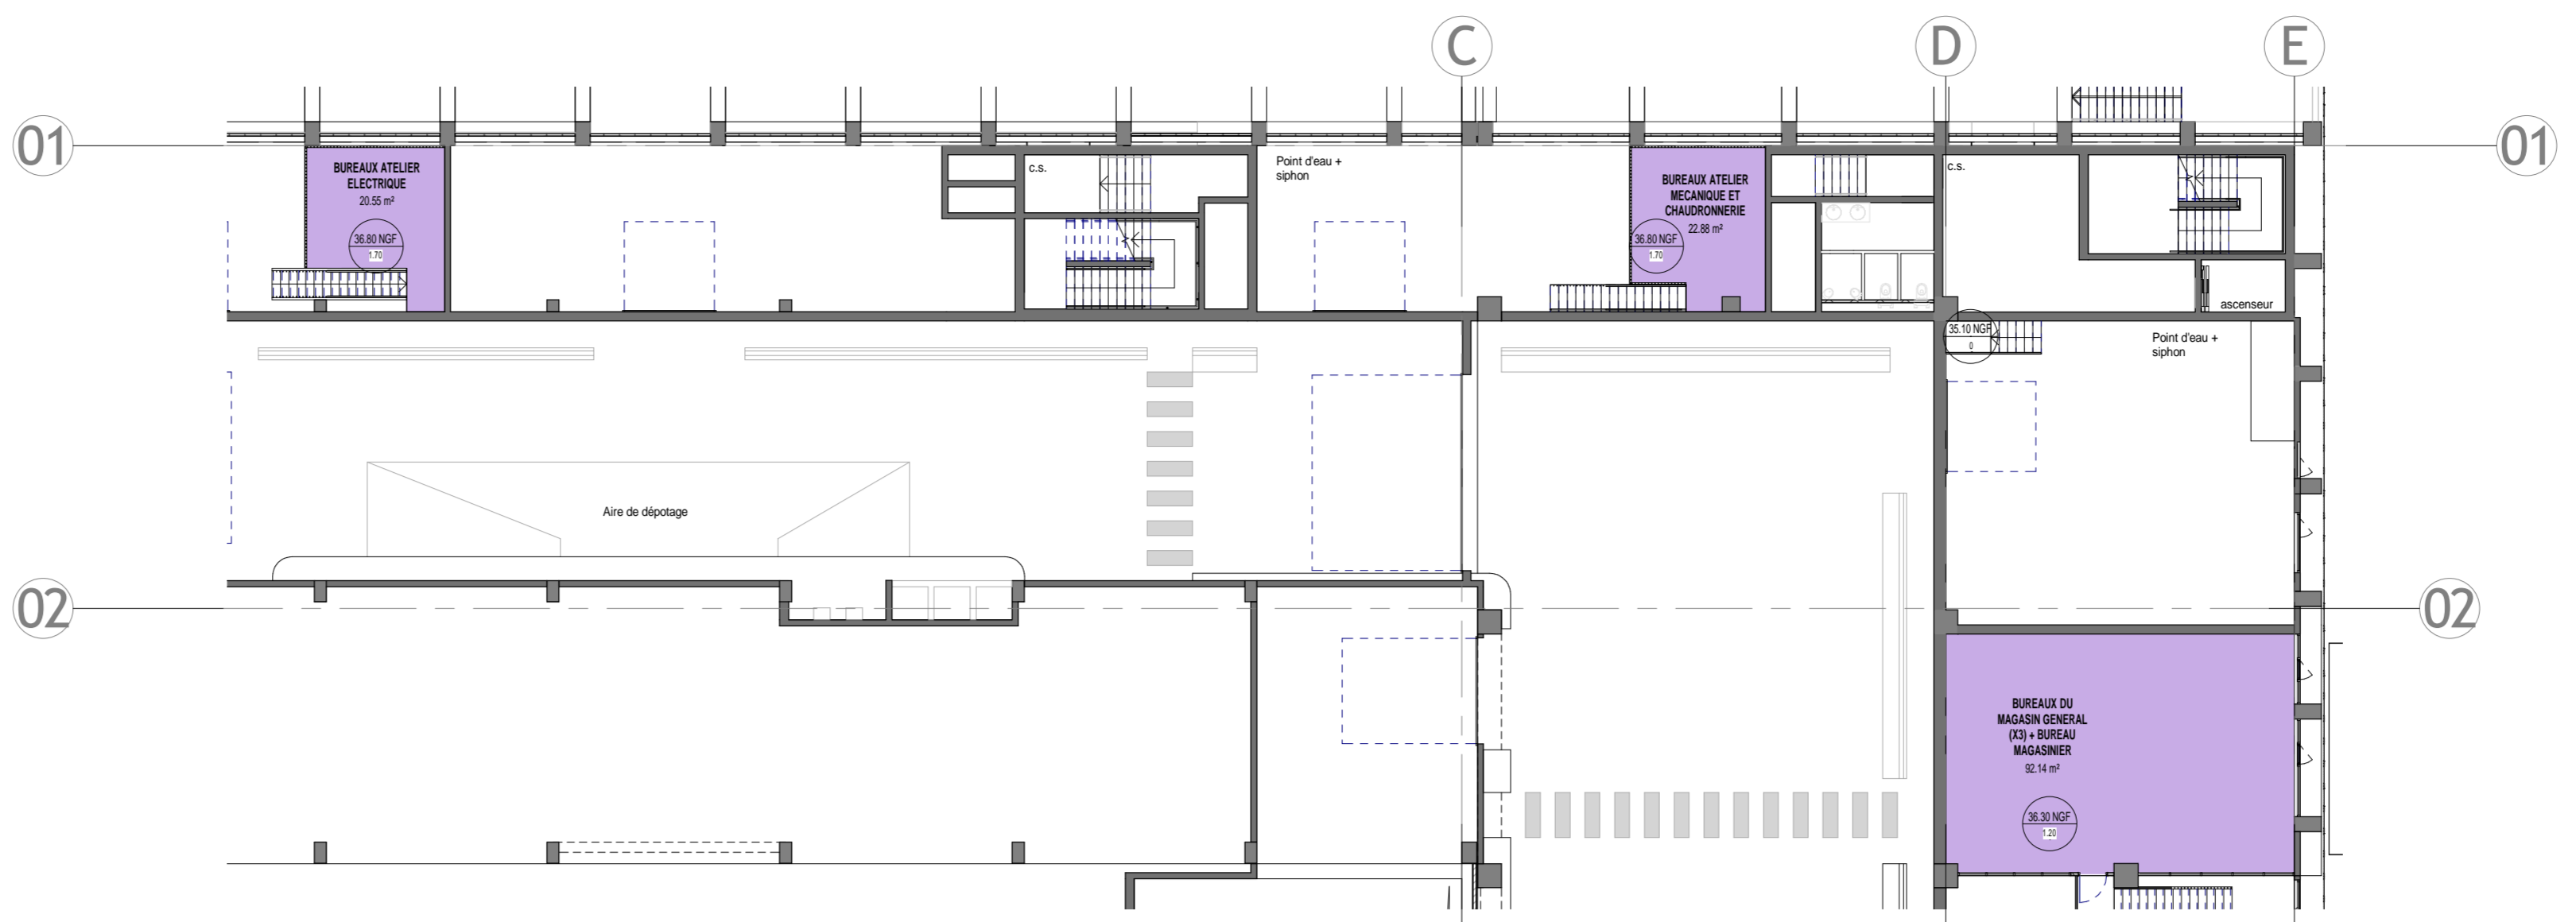 C
D
E
01
01
BUREAUX ATELIER
ELECTRIQUE
20.55 m²
36.80 NGF
1.70
c.s.
Point d'eau +
siphon
BUREAUX ATELIER
MECANIQUE ET
CHAUDRONNERIE
22.88 m²
36.80 NGF
1.70
c.s.
ascenseur
35.10 NGF
0
Point d'eau +
siphon
Aire de dépotage
02
02
BUREAUX DU
MAGASIN GENERAL
(X3) + BUREAU
MAGASINIER
92.14 m²
36.30 NGF
1.20